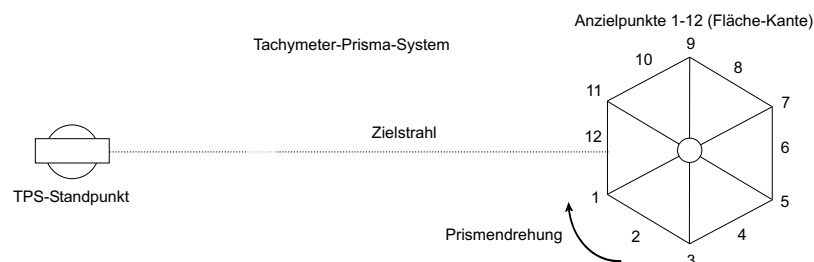 Anzielpunkte 1-12 (Fläche-Kante)
Tachymeter-Prisma-System
9
10
8
11
7
Zielstrahl
12
6
TPS-Standpunkt
1
5
Prismendrehung
2
4
3